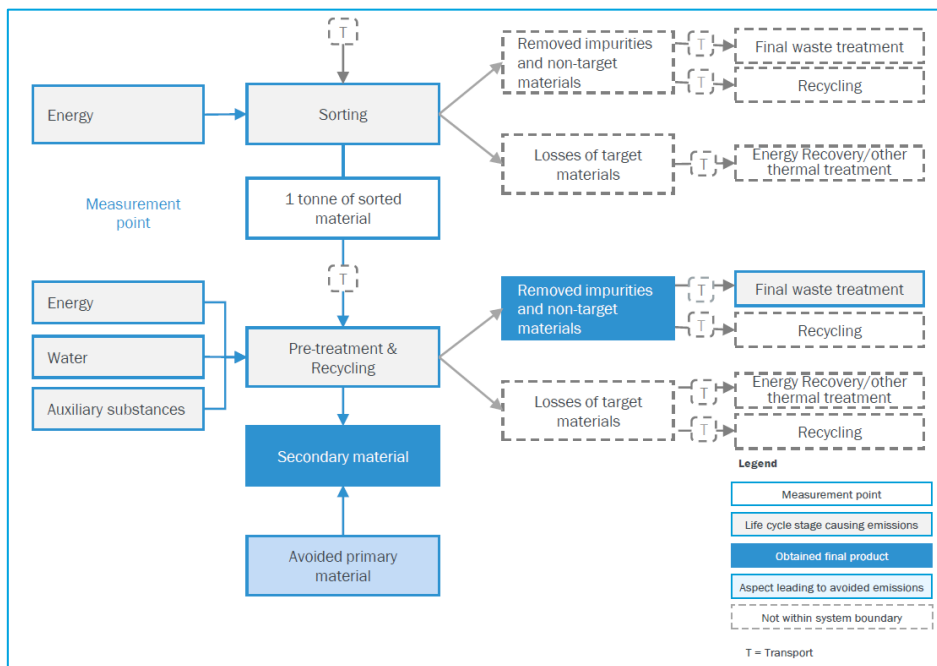 T
Removed impurities
and non-target
materials
T
Final waste treatment
T
Recycling
Energy
Sorting
Losses of target
materials
T
Energy Recovery/other
thermal treatment
Measurement
point
1 tonne of sorted
material
T
Energy
Water
Auxiliary substances
Pre-treatment &
Recycling
Removed impurities
and non-target
materials
T
Final waste treatment
T
Recycling
Losses of target
materials
T
Energy Recovery/other
thermal treatment
T
Recycling
Secondary material
Avoided primary
material
Legend
Measurement point
Life cycle stage causing emissions
Obtained final product
Aspect leading to avoided emissions
Not within system boundary
T = Transport